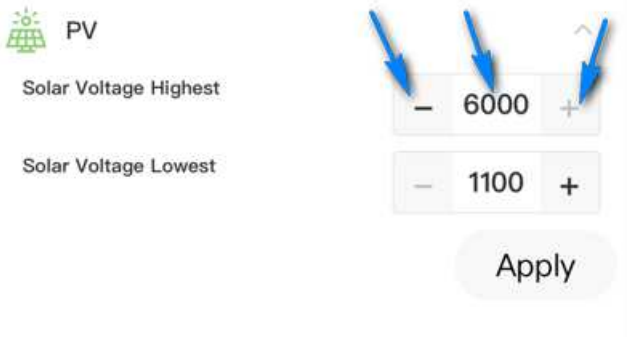 PV
Solar Voltage Highest
− 6000 +
Solar Voltage Lowest
− 1100 +
Apply